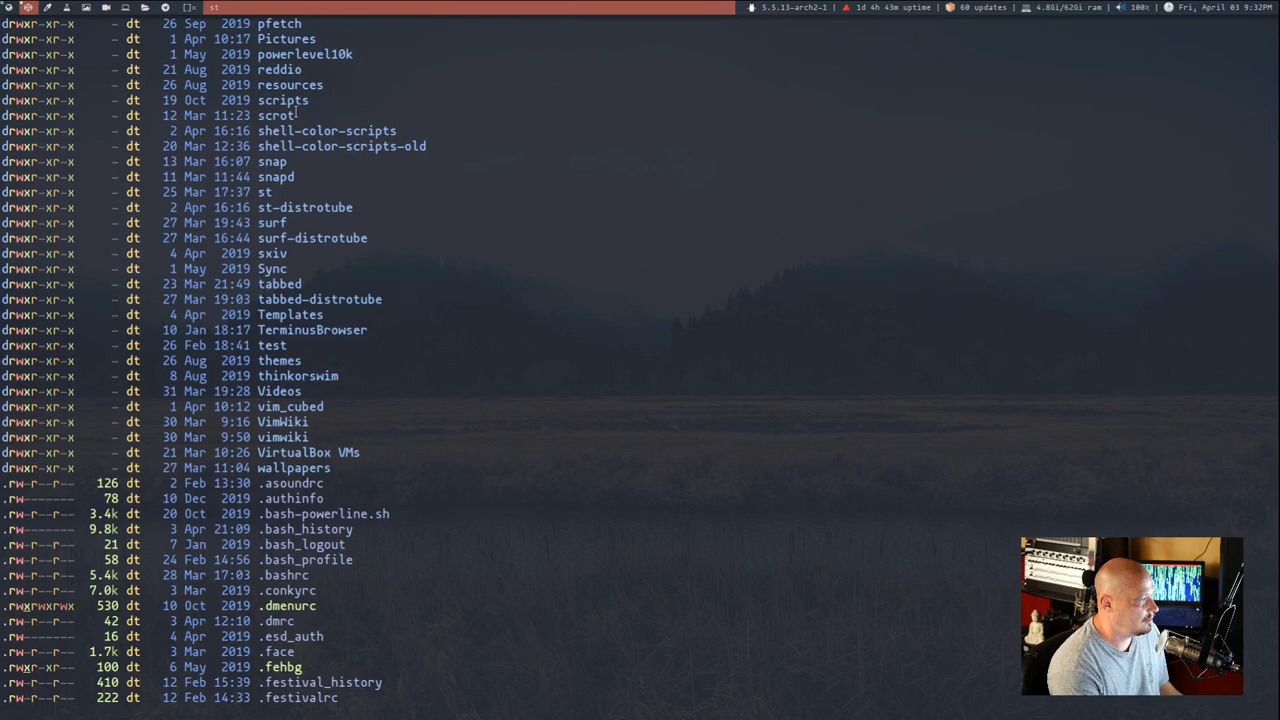 []= st 5.5.13-arch2-1 | 1d 4h 43m uptime | 60 updates | 4.8Gi/62Gi ram | 100% | Fri, April 03 9:32PM
drwxr-xr-x - dt 26 Sep 2019 pfetch
drwxr-xr-x - dt 1 Apr 10:17 Pictures
drwxr-xr-x - dt 1 May 2019 powerlevel10k
drwxr-xr-x - dt 21 Aug 2019 reddio
drwxr-xr-x - dt 26 Aug 2019 resources
drwxr-xr-x - dt 19 Oct 2019 scripts
drwxr-xr-x - dt 12 Mar 11:23 scrot
drwxr-xr-x - dt 2 Apr 16:16 shell-color-scripts
drwxr-xr-x - dt 20 Mar 12:36 shell-color-scripts-old
drwxr-xr-x - dt 13 Mar 16:07 snap
drwxr-xr-x - dt 11 Mar 11:44 snapd
drwxr-xr-x - dt 25 Mar 17:37 st
drwxr-xr-x - dt 2 Apr 16:16 st-distrotube
drwxr-xr-x - dt 27 Mar 19:43 surf
drwxr-xr-x - dt 27 Mar 16:44 surf-distrotube
drwxr-xr-x - dt 4 Apr 2019 sxiv
drwxr-xr-x - dt 1 May 2019 Sync
drwxr-xr-x - dt 23 Mar 21:49 tabbed
drwxr-xr-x - dt 27 Mar 19:03 tabbed-distrotube
drwxr-xr-x - dt 4 Apr 2019 Templates
drwxr-xr-x - dt 10 Jan 18:17 TerminusBrowser
drwxr-xr-x - dt 26 Feb 18:41 test
drwxr-xr-x - dt 26 Aug 2019 themes
drwxr-xr-x - dt 8 Aug 2019 thinkorswim
drwxr-xr-x - dt 31 Mar 19:28 Videos
drwxr-xr-x - dt 1 Apr 10:12 vim_cubed
drwxr-xr-x - dt 30 Mar 9:16 VimWiki
drwxr-xr-x - dt 30 Mar 9:50 vimwiki
drwxr-xr-x - dt 21 Mar 10:26 VirtualBox VMs
drwxr-xr-x - dt 27 Mar 11:04 wallpapers
.rw-r--r-- 126 dt 2 Feb 13:30 .asoundrc
.rw------- 78 dt 10 Dec 2019 .authinfo
.rw-r--r-- 3.4k dt 20 Oct 2019 .bash-powerline.sh
.rw------- 9.8k dt 3 Apr 21:09 .bash_history
.rw-r--r-- 21 dt 7 Jan 2019 .bash_logout
.rw-r--r-- 58 dt 24 Feb 14:56 .bash_profile
.rw-r--r-- 5.4k dt 28 Mar 17:03 .bashrc
.rw-r--r-- 7.0k dt 3 Mar 2019 .conkyrc
.rwxrwxrwx 530 dt 10 Oct 2019 .dmenurc
.rw-r--r-- 42 dt 3 Apr 12:10 .dmrc
.rw------- 16 dt 4 Apr 2019 .esd_auth
.rw-r--r-- 1.7k dt 3 Mar 2019 .face
.rwxr-xr-- 100 dt 6 May 2019 .fehbg
.rw-r--r-- 410 dt 12 Feb 15:39 .festival_history
.rw-r--r-- 222 dt 12 Feb 14:33 .festivalrc